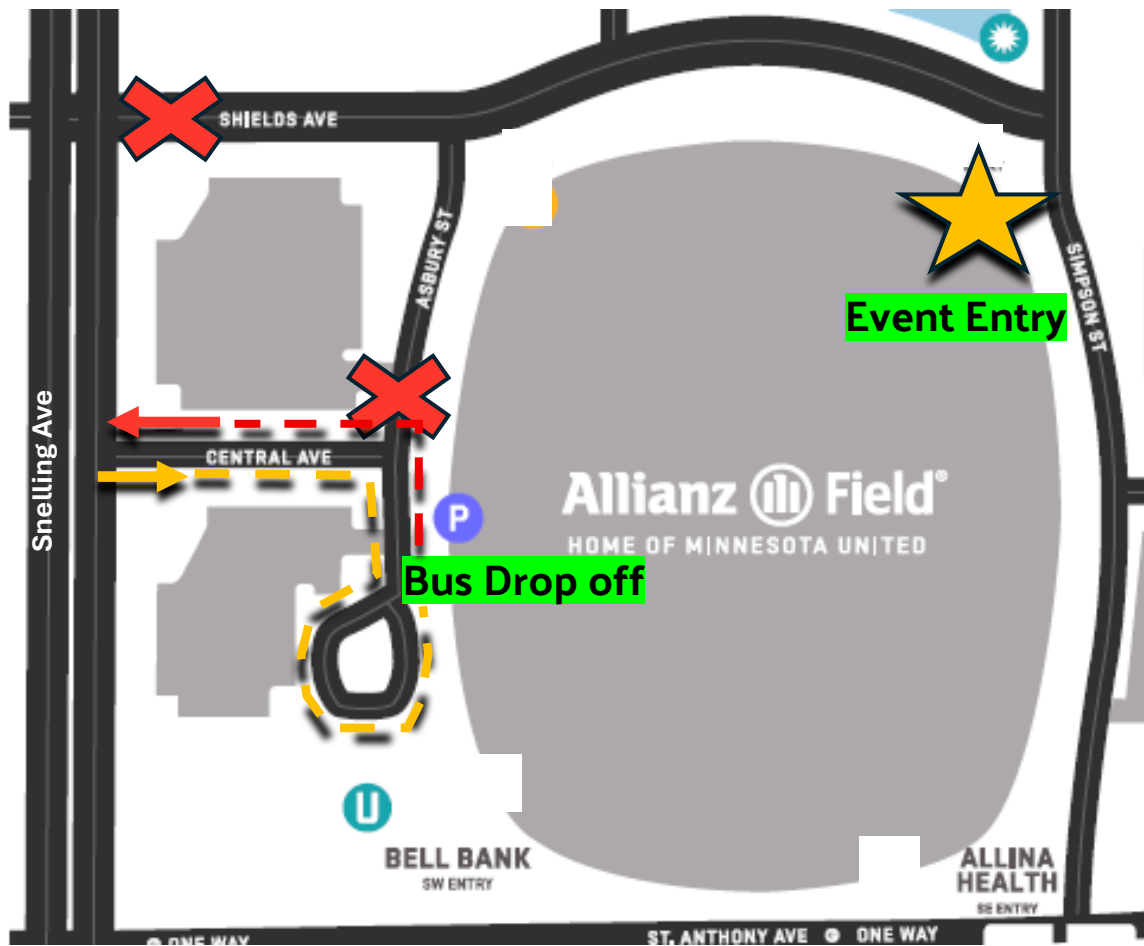 SHIELDS AVE
ASBURY ST
Event Entry
SIMPSON ST
Snelling Ave
CENTRAL AVE
Allianz Field®
HOME OF MINNESOTA UNITED
P
Bus Drop off
U
BELL BANK
SW ENTRY
ALLINA
HEALTH
SE ENTRY
ONE WAY
ST. ANTHONY AVE ONE WAY